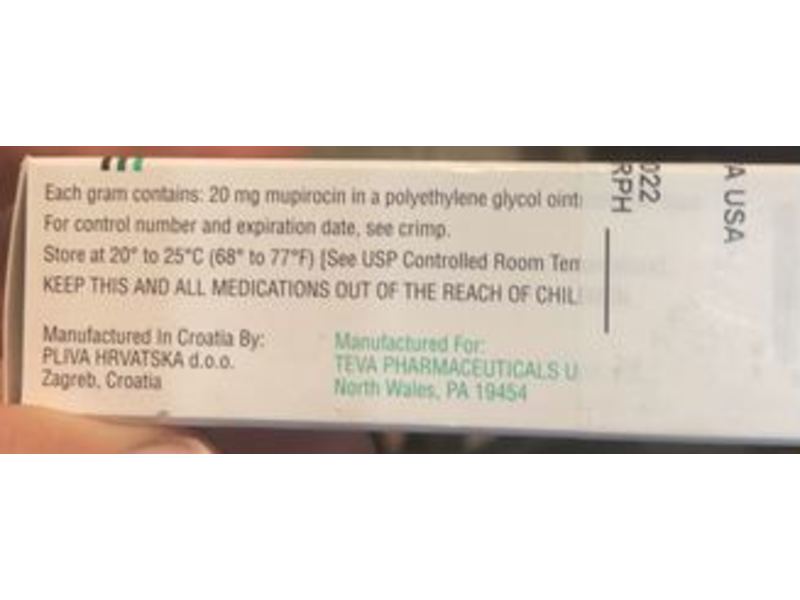 Each gram contains: 20 mg mupirocin in a polyethylene glycol oint
For control number and expiration date, see crimp.
Store at 20° to 25°C (68° to 77°F) [See USP Controlled Room Tem
KEEP THIS AND ALL MEDICATIONS OUT OF THE REACH OF CHIL
Manufactured In Croatia By:
PLIVA HRVATSKA d.o.o.
Zagreb, Croatia
Manufactured For:
TEVA PHARMACEUTICALS U
North Wales, PA 19454
022
RPH
A USA